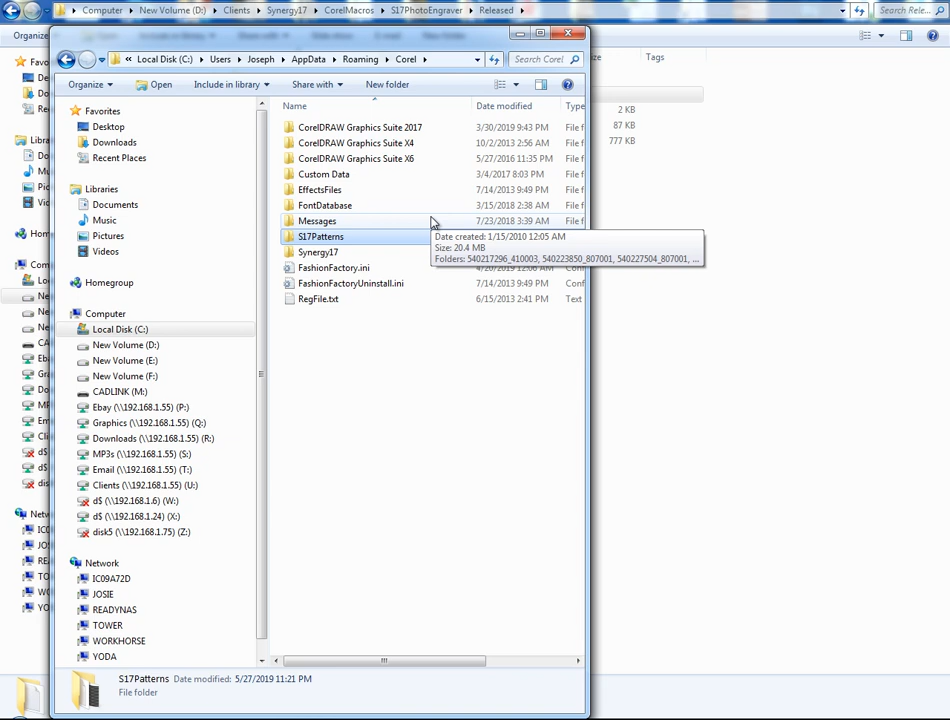 Computer ▸ New Volume (D:) ▸ Clients ▸ Synergy17 ▸ CorelMacros ▸ S17PhotoEngraver ▸ Released ▸
Search Rele...
Organize
Tags
2 KB
87 KB
777 KB
« Local Disk (C:) ▸ Users ▸ Joseph ▸ AppData ▸ Roaming ▸ Corel ▸
Search Corel
Organize ▾ Open Include in library ▾ Share with ▾ New folder
Name Date modified Type
Favorites
Desktop
Downloads
Recent Places
Libraries
Documents
Music
Pictures
Videos
Homegroup
Computer
Local Disk (C:)
New Volume (D:)
New Volume (E:)
New Volume (F:)
CADLINK (M:)
Ebay (\\192.168.1.55) (P:)
Graphics (\\192.168.1.55) (Q:)
Downloads (\\192.168.1.55) (R:)
MP3s (\\192.168.1.55) (S:)
Email (\\192.168.1.55) (T:)
Clients (\\192.168.1.55) (U:)
d$ (\\192.168.1.6) (W:)
d$ (\\192.168.1.24) (X:)
disk5 (\\192.168.1.75) (Z:)
Network
IC09A72D
JOSIE
READYNAS
TOWER
WORKHORSE
YODA
CorelDRAW Graphics Suite 2017 3/30/2019 9:43 PM File f
CorelDRAW Graphics Suite X4 10/2/2013 2:56 AM File f
CorelDRAW Graphics Suite X6 5/27/2016 11:35 PM File f
Custom Data 3/4/2017 8:03 PM File f
EffectsFiles 7/14/2013 9:49 PM File f
FontDatabase 3/15/2018 2:38 AM File f
Messages 7/23/2018 3:39 AM File f
S17Patterns
Synergy17
FashionFactory.ini Conf
FashionFactoryUninstall.ini 7/14/2013 9:49 PM Conf
RegFile.txt 6/15/2013 2:41 PM Text
Date created: 1/15/2010 12:05 AM
Size: 20.4 MB
Folders: 540217296_410003, 540223850_807001, 540227504_807001, ...
S17Patterns Date modified: 5/27/2019 11:21 PM
File folder